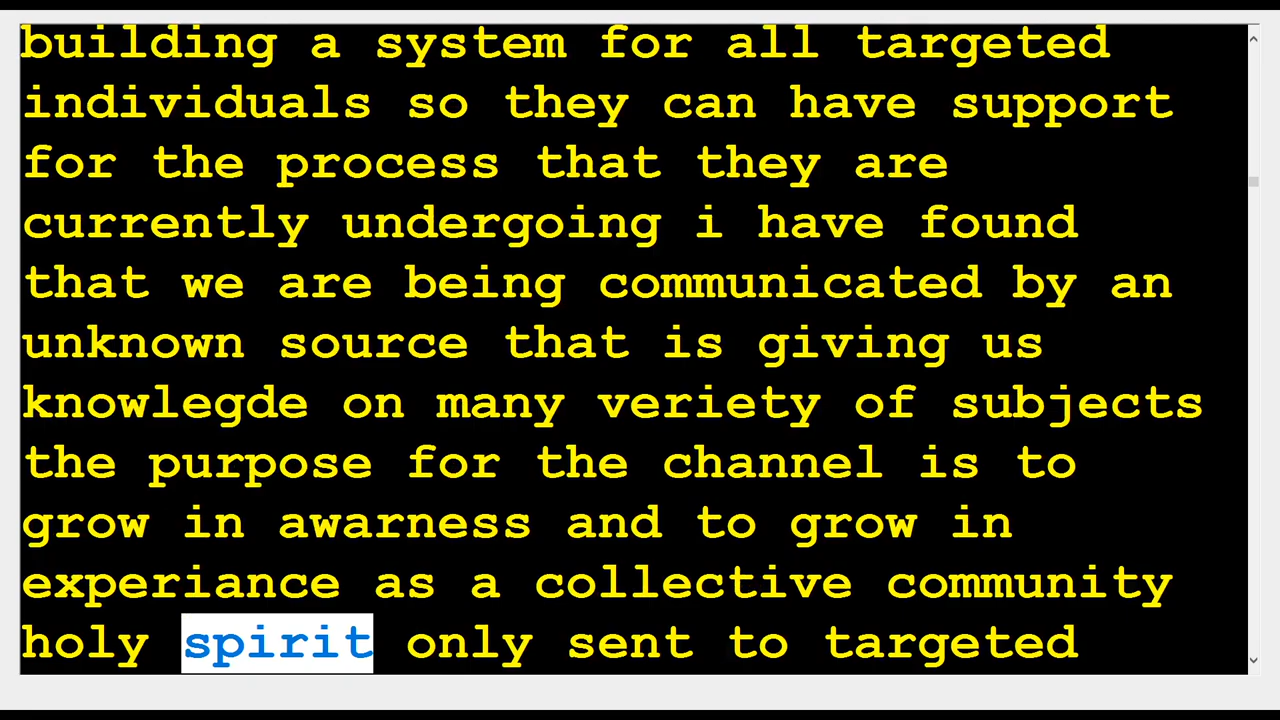 building a system for all targeted
individuals so they can have support
for the process that they are
currently undergoing i have found
that we are being communicated by an
unknown source that is giving us
knowlegde on many veriety of subjects
the purpose for the channel is to
grow in awarness and to grow in
experiance as a collective community
holy spirit only sent to targeted